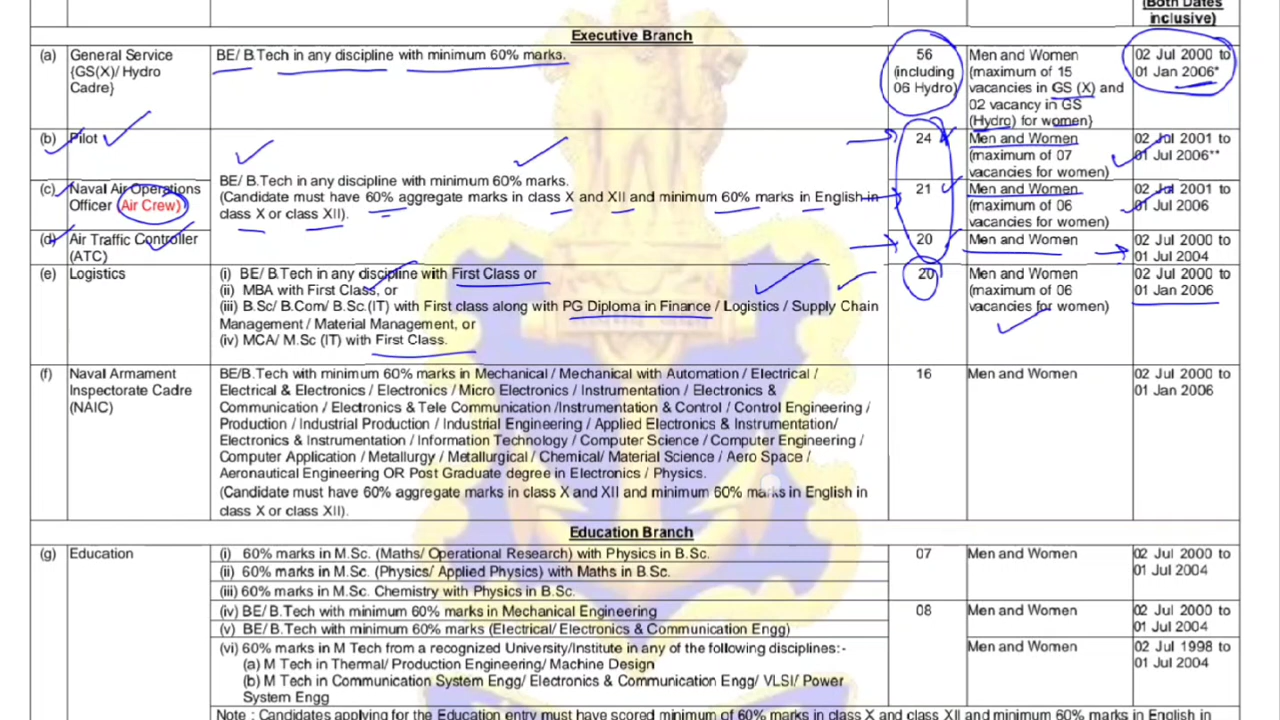 (Both Dates
inclusive)
Executive Branch
(a) General Service
{GS(X)/ Hydro
Cadre}
BE/ B.Tech in any discipline with minimum 60% marks.
56
(including
06 Hydro)
Men and Women
(maximum of 15
vacancies in GS (X) and
02 vacancy in GS
(Hydro) for women}
02 Jul 2000 to
01 Jan 2006*
(b) Pilot
BE/ B.Tech in any discipline with minimum 60% marks.
(Candidate must have 60% aggregate marks in class X and XII and minimum 60% marks in English in
class X or class XII).
24
Men and Women
(maximum of 07
vacancies for women)
02 Jul 2001 to
01 Jul 2006**
(c) Naval Air Operations
Officer (Air Crew)
21
Men and Women
(maximum of 06
vacancies for women)
02 Jul 2001 to
01 Jul 2006
(d) Air Traffic Controller
(ATC)
20
Men and Women
02 Jul 2000 to
01 Jul 2004
(e) Logistics
(i) BE/ B.Tech in any discipline with First Class or
(ii) MBA with First Class, or
(iii) B.Sc/ B.Com/ B.Sc.(IT) with First class along with PG Diploma in Finance / Logistics / Supply Chain
Management / Material Management, or
(iv) MCA/ M.Sc (IT) with First Class.
20
Men and Women
(maximum of 06
vacancies for women)
02 Jul 2000 to
01 Jan 2006
(f) Naval Armament
Inspectorate Cadre
(NAIC)
BE/B.Tech with minimum 60% marks in Mechanical / Mechanical with Automation / Electrical /
Electrical & Electronics / Electronics / Micro Electronics / Instrumentation / Electronics &
Communication / Electronics & Tele Communication /Instrumentation & Control / Control Engineering /
Production / Industrial Production / Industrial Engineering / Applied Electronics & Instrumentation/
Electronics & Instrumentation / Information Technology / Computer Science / Computer Engineering /
Computer Application / Metallurgy / Metallurgical / Chemical/ Material Science / Aero Space /
Aeronautical Engineering OR Post Graduate degree in Electronics / Physics.
(Candidate must have 60% aggregate marks in class X and XII and minimum 60% marks in English in
class X or class XII).
16
Men and Women
02 Jul 2000 to
01 Jan 2006
Education Branch
(g) Education
(i) 60% marks in M.Sc. (Maths/ Operational Research) with Physics in B.Sc.
(ii) 60% marks in M.Sc. (Physics/ Applied Physics) with Maths in B.Sc.
(iii) 60% marks in M.Sc. Chemistry with Physics in B.Sc.
07
Men and Women
02 Jul 2000 to
01 Jul 2004
(iv) BE/ B.Tech with minimum 60% marks in Mechanical Engineering
(v) BE/ B.Tech with minimum 60% marks (Electrical/ Electronics & Communication Engg)
08
Men and Women
02 Jul 2000 to
01 Jul 2004
(vi) 60% marks in M Tech from a recognized University/Institute in any of the following disciplines:-
(a) M Tech in Thermal/ Production Engineering/ Machine Design
(b) M Tech in Communication System Engg/ Electronics & Communication Engg/ VLSI/ Power
System Engg
Men and Women
02 Jul 1998 to
01 Jul 2004
Note : Candidates applying for the Education entry must have scored minimum of 60% marks in class X and class XII and minimum 60% marks in English in